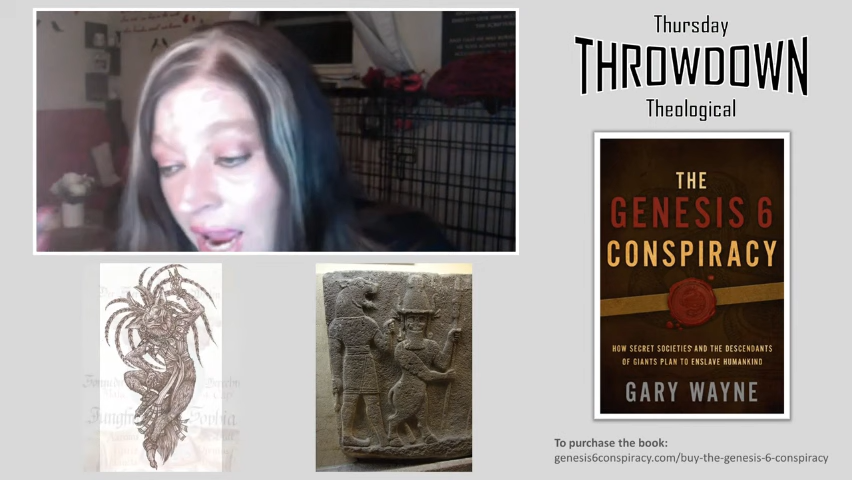 Thursday
THROWDOWN
Theological
THE
GENESIS 6
CONSPIRACY
HOW SECRET SOCIETIES AND THE DESCENDANTS
OF GIANTS PLAN TO ENSLAVE HUMANKIND
GARY WAYNE
To purchase the book:
genesis6conspiracy.com/buy-the-genesis-6-conspiracy